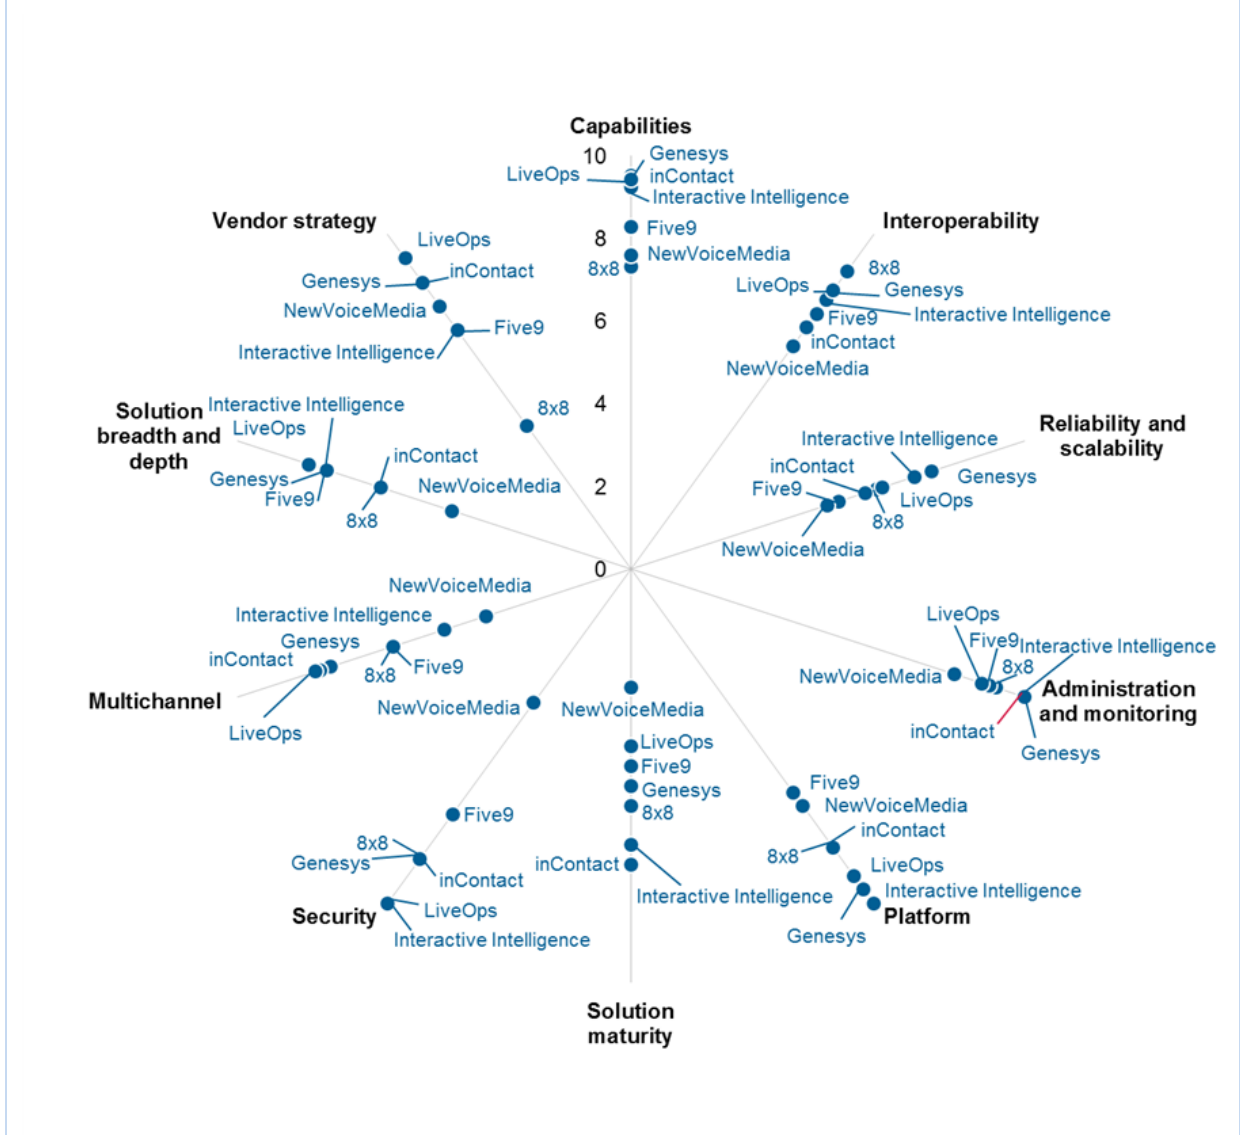 Capabilities
10
Genesys
LiveOps
inContact
Interactive Intelligence
Five9
8
NewVoiceMedia
8x8
6
4
2
0
Interoperability
8x8
LiveOps
Genesys
Interactive Intelligence
Five9
inContact
NewVoiceMedia
Reliability and
scalability
Interactive Intelligence
inContact
Genesys
Five9
LiveOps
8x8
NewVoiceMedia
LiveOps
Five9
Interactive Intelligence
8x8
NewVoiceMedia
Administration
and monitoring
inContact
Genesys
Five9
NewVoiceMedia
inContact
8x8
LiveOps
Interactive Intelligence
Platform
Genesys
NewVoiceMedia
LiveOps
Five9
Genesys
8x8
inContact
Interactive Intelligence
Solution
maturity
NewVoiceMedia
Five9
8x8
Genesys
inContact
LiveOps
Security
Interactive Intelligence
NewVoiceMedia
Interactive Intelligence
Genesys
inContact
Five9
8x8
Multichannel
LiveOps
Interactive Intelligence
Solution
breadth and
depth
LiveOps
inContact
Genesys
NewVoiceMedia
Five9
8x8
Vendor strategy
LiveOps
inContact
Genesys
NewVoiceMedia
Five9
Interactive Intelligence
8x8